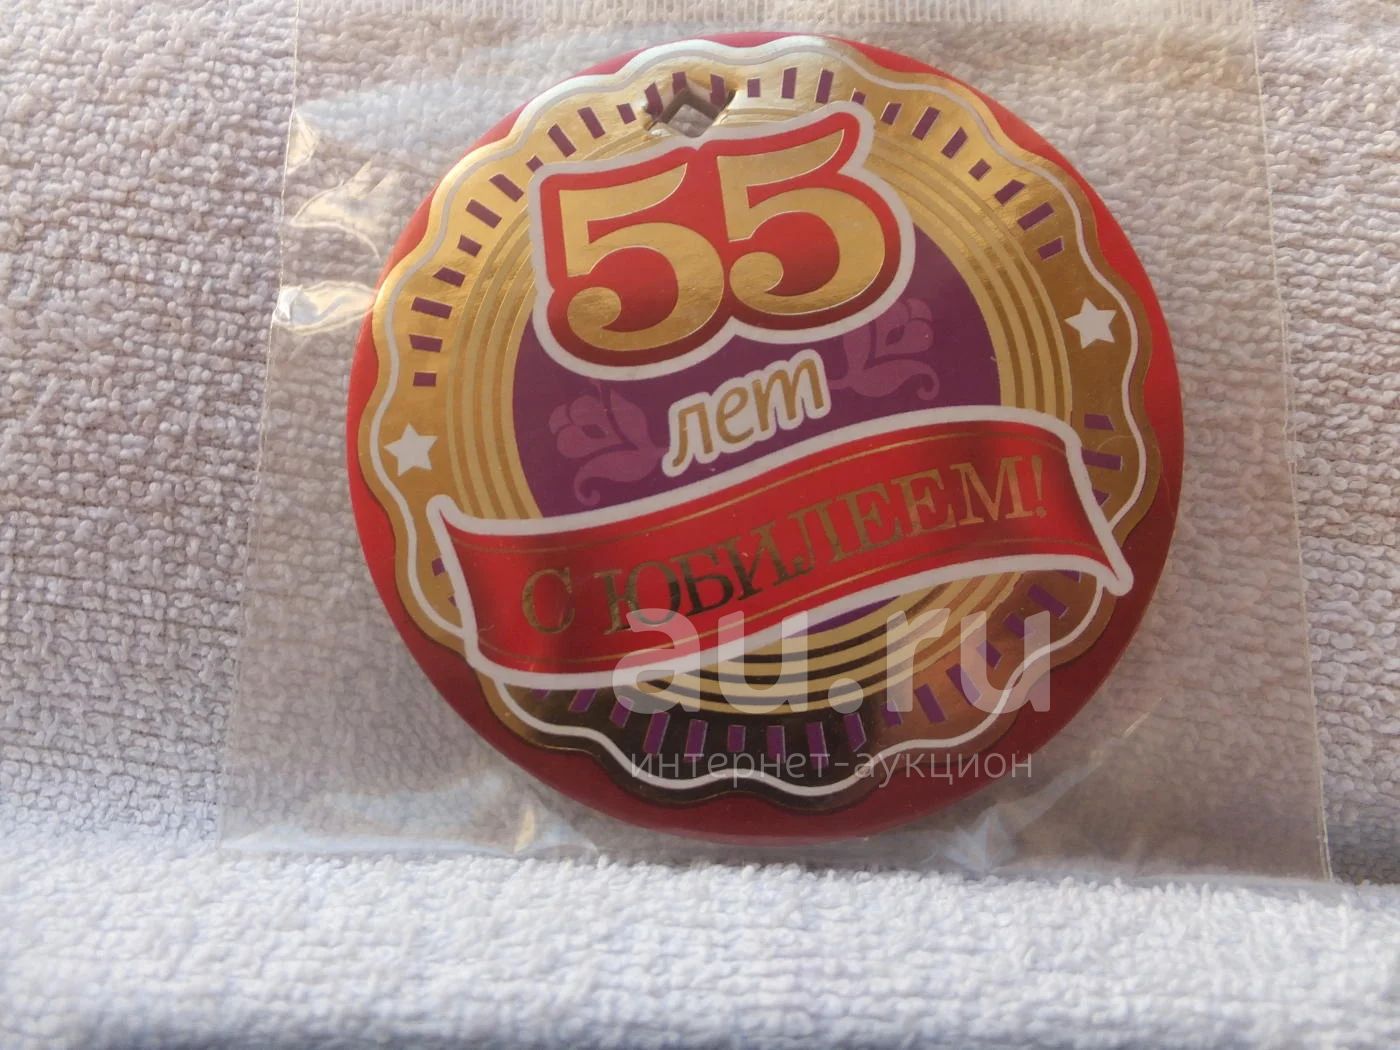 55
лет
С ЮБИЛЕЕМ!
au.ru
интернет-аукцион